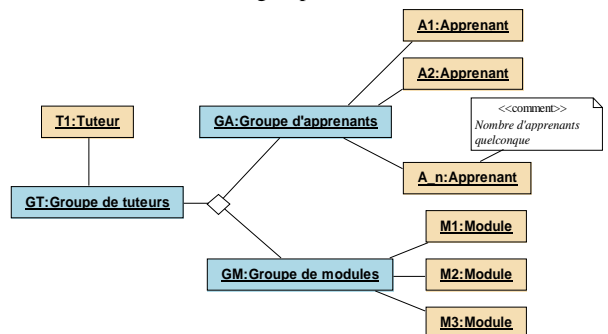 A1:Apprenant
A2:Apprenant
<<comment>>
Nombre d'apprenants
quelconque
T1:Tuteur
GA:Groupe d'apprenants
A_n:Apprenant
GT:Groupe de tuteurs
M1:Module
GM:Groupe de modules
M2:Module
M3:Module